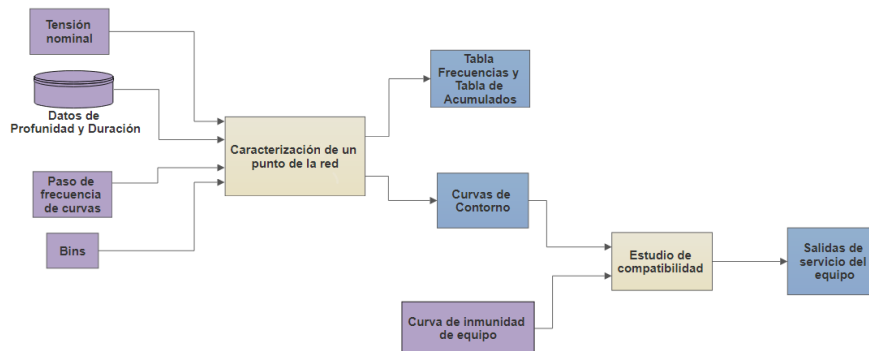 Tensión
nominal
Datos de
Profunidad y Duración
Paso de
frecuencia
de curvas
Bins
Caracterización de un
punto de la red
Tabla
Frecuencias y
Tabla de
Acumulados
Curvas de
Contorno
Curva de inmunidad
de equipo
Estudio de
compatibilidad
Salidas de
servicio del
equipo